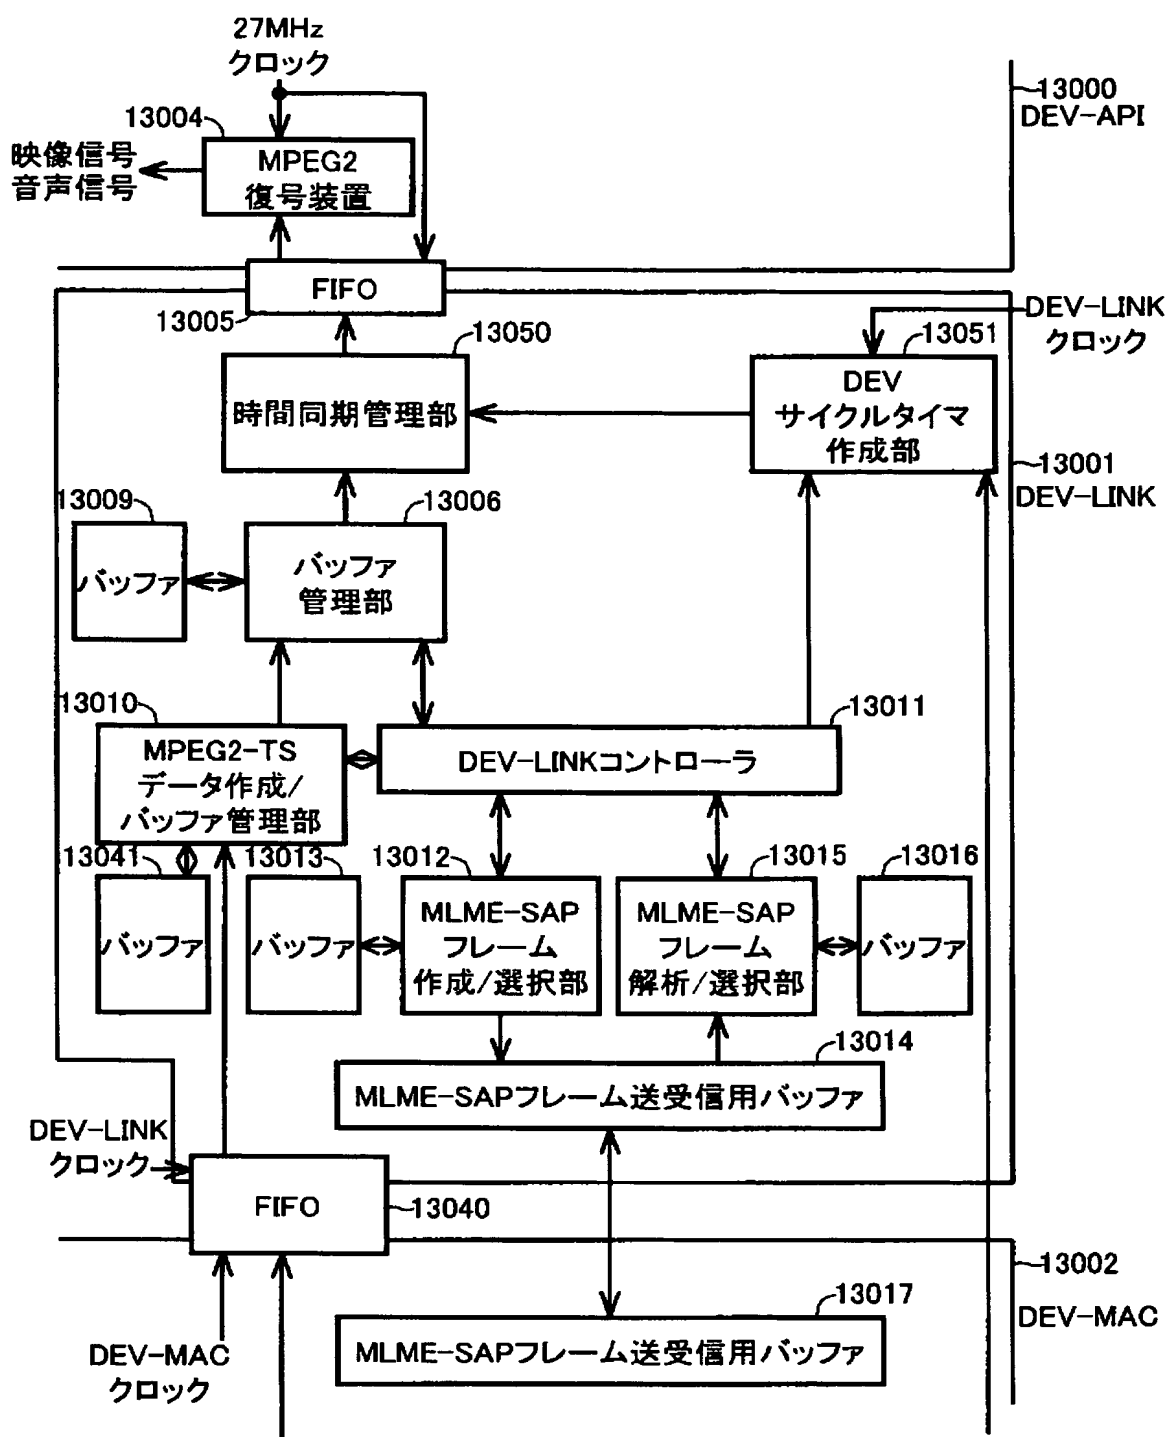 27MHz
クロック
13004
13000
DEV-API
映像信号
音声信号
MPEG2
復号装置
FIFO
13005
13050
13051
DEV-LINK
クロック
時間同期管理部
DEV
サイクルタイマ
作成部
13001
DEV-LINK
13009
13006
バッファ
バッファ
管理部
13010
13011
MPEG2-TS
データ作成/
バッファ管理部
DEV-LINKコントローラ
13041
13013
13012
13015
13016
バッファ
バッファ
MLME-SAP
フレーム
作成/選択部
MLME-SAP
フレーム
解析/選択部
バッファ
13014
MLME-SAPフレーム送受信用バッファ
DEV-LINK
クロック
FIFO
13040
13002
DEV-MAC
13017
MLME-SAPフレーム送受信用バッファ
DEV-MAC
クロック